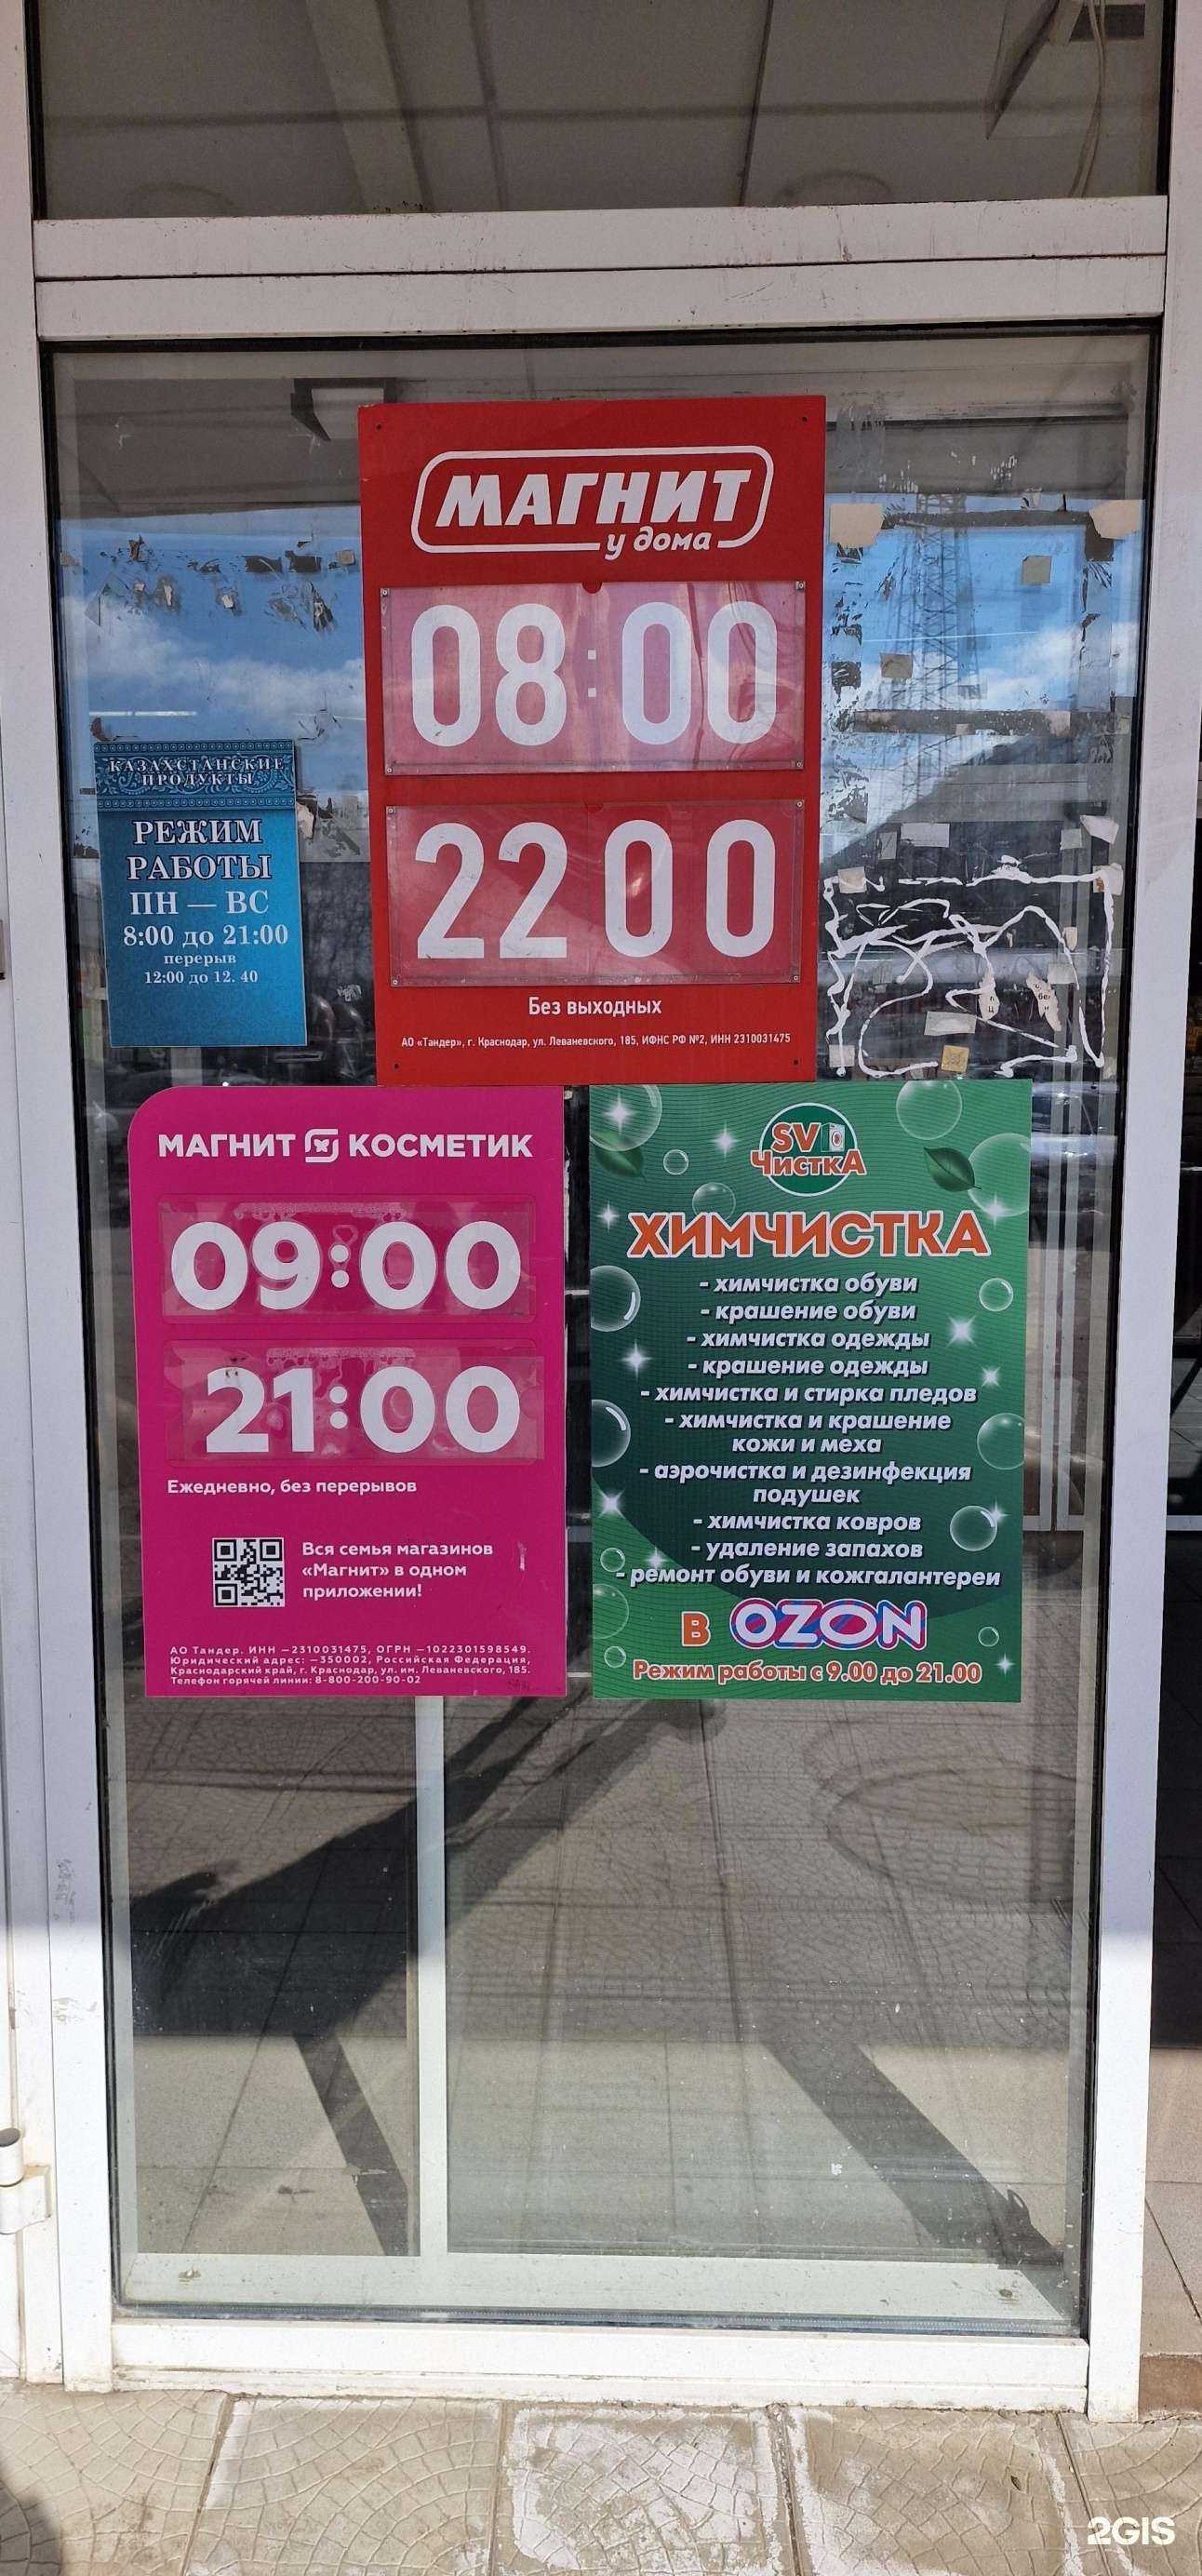 МАГНИТ
у дома
08:00
22 00
Без выходных
АО «Тандер», г. Краснодар, ул. Леваневского, 185, ИФНС РФ №2, ИНН 2310031475
КАЗАХСТАНСКИЕ
ПРОДУКТЫ
РЕЖИМ
РАБОТЫ
ПН — ВС
8:00 до 21:00
перерыв
12:00 до 12. 40
МАГНИТ КОСМЕТИК
09:00
21:00
Ежедневно, без перерывов
Вся семья магазинов
«Магнит» в одном
приложении!
АО Тандер. ИНН —2310031475, ОГРН —1022301598549.
Юридический адрес: —350002, Российская Федерация,
Краснодарский край, г. Краснодар, ул. им. Леваневского, 185.
Телефон горячей линии: 8-800-200-90-02
SV
ЧисткА
ХИМЧИСТКА
- химчистка обуви
- крашение обуви
- химчистка одежды
- крашение одежды
- химчистка и стирка пледов
- химчистка и крашение
кожи и меха
- аэрочистка и дезинфекция
подушек
- химчистка ковров
- удаление запахов
- ремонт обуви и кожгалантереи
В OZON
Режим работы с 9.00 до 21.00
2GIS